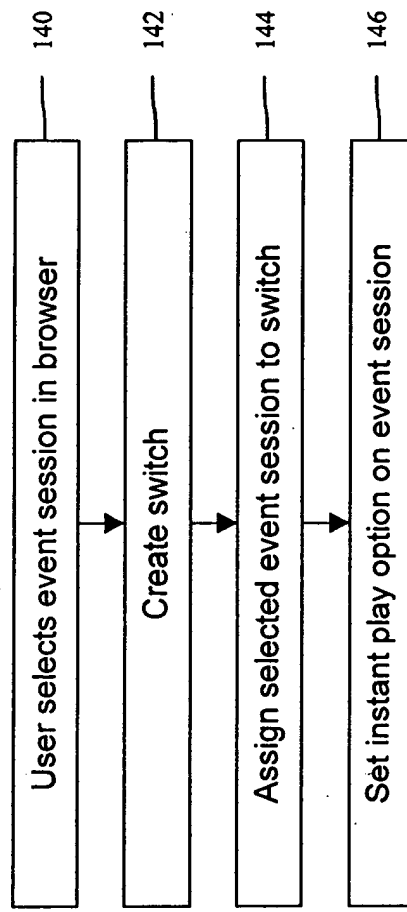 User selects event session in browser
140
Create switch
142
Assign selected event session to switch
144
Set instant play option on event session
146